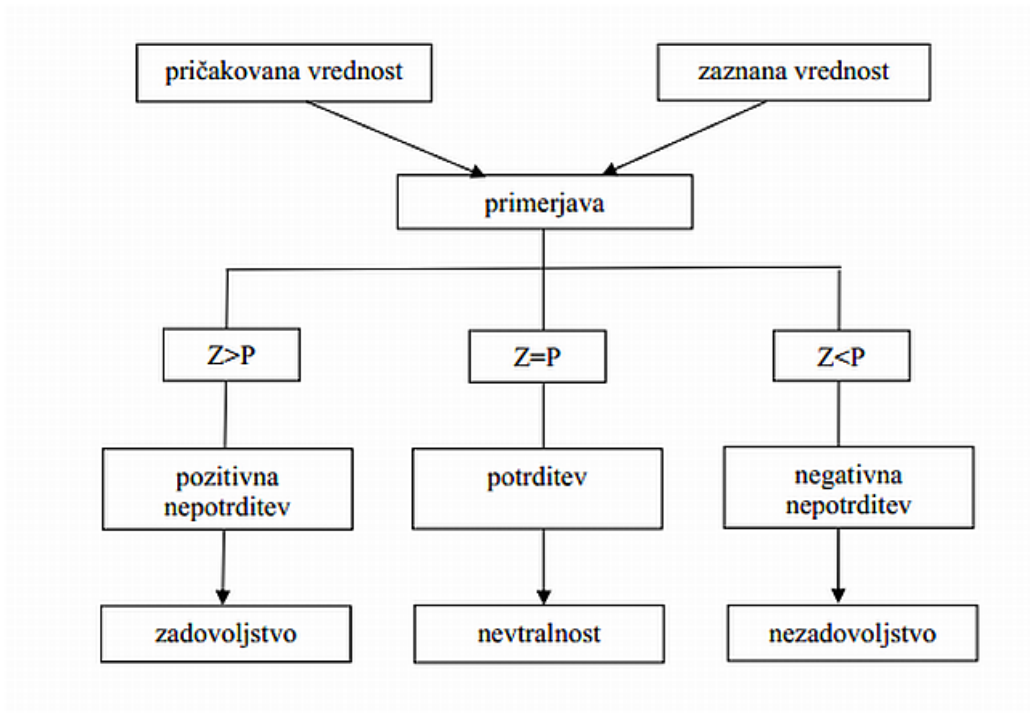 pričakovana vrednost
zaznana vrednost
primerjava
Z>P
Z=P
Z<P
pozitivna
nepotrditev
potrditev
negativna
nepotrditev
zadovoljstvo
nevtralnost
nezadovoljstvo